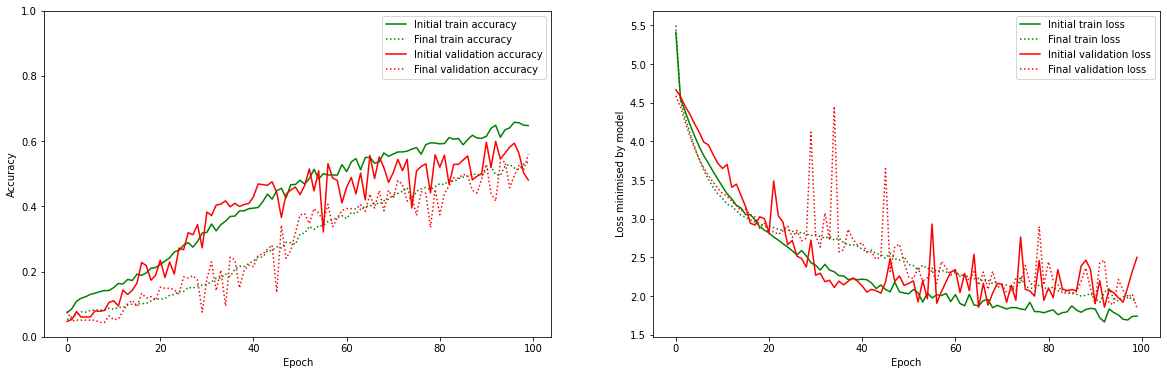 1.0
0.8
0.6
0.4
0.2
0.0
Accuracy
0
20
40
60
80
100
Epoch
Initial train accuracy
Final train accuracy
Initial validation accuracy
Final validation accuracy
5.5
5.0
4.5
4.0
3.5
3.0
2.5
2.0
1.5
Loss minimised by model
0
20
40
60
80
100
Epoch
Initial train loss
Final train loss
Initial validation loss
Final validation loss